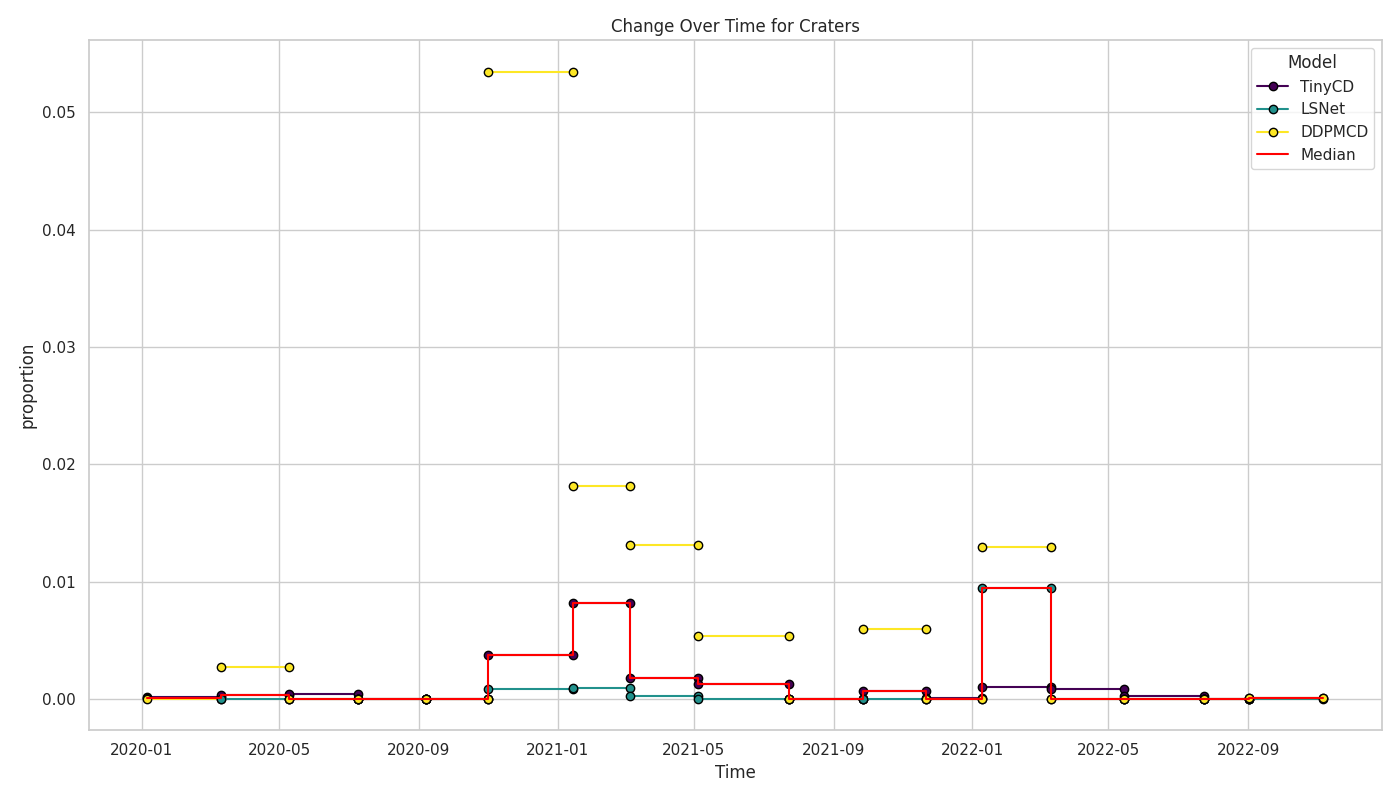 Change Over Time for Craters
Model
TinyCD
LSNet
DDPMCD
Median
proportion
0.05
0.04
0.03
0.02
0.01
0.00
2020-01 2020-05 2020-09 2021-01 2021-05 2021-09 2022-01 2022-05 2022-09
Time